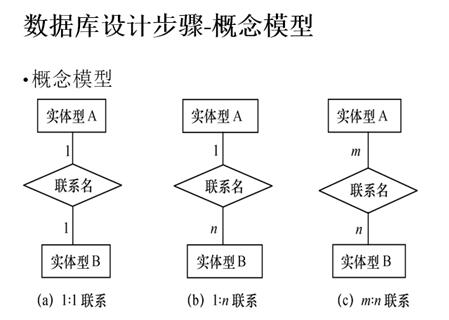 数据库设计步骤-概念模型
•概念模型
实体型A 实体型A 实体型A
1 1 m
联系名 联系名 联系名
1 n n
实体型B 实体型B 实体型B
(a) 1:1 联系 (b) 1:n 联系 (c) m:n 联系